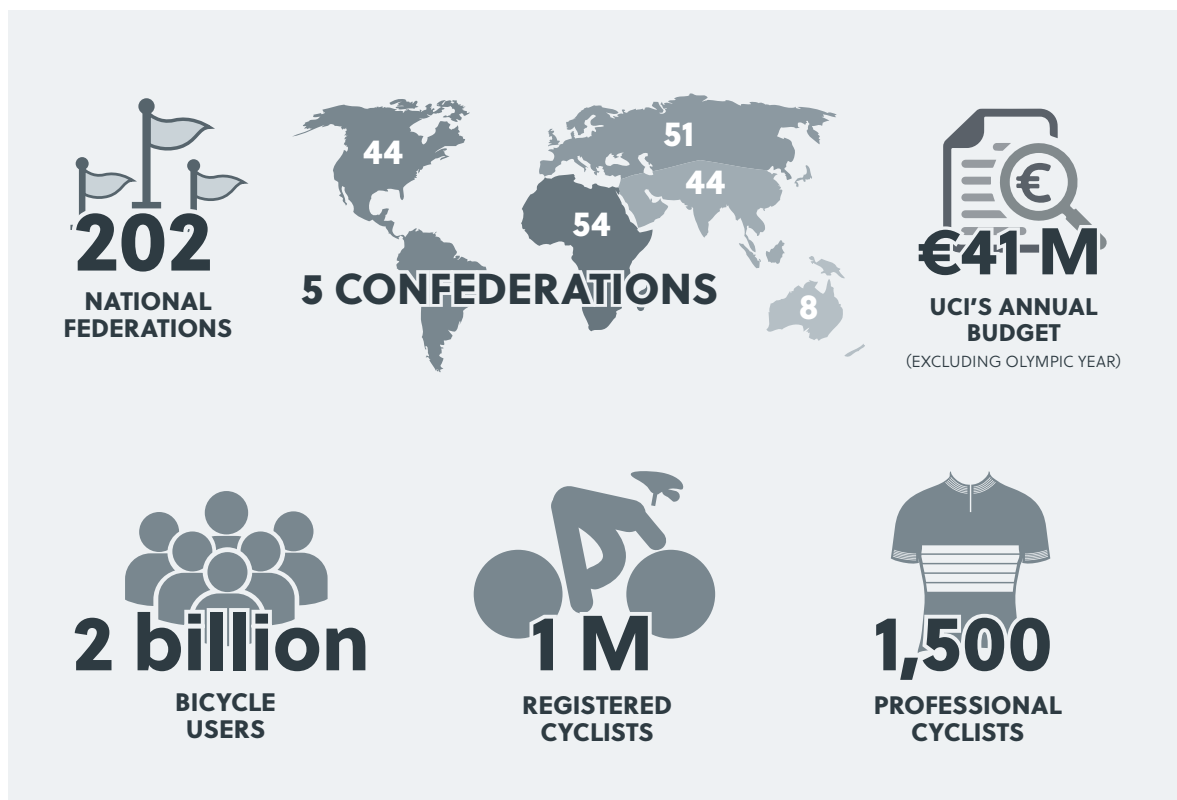 202
NATIONAL
FEDERATIONS
44
51
44
54
8
5 CONFEDERATIONS
€
€41 M
UCI'S ANNUAL
BUDGET
(EXCLUDING OLYMPIC YEAR)
2 billion
BICYCLE
USERS
1 M
REGISTERED
CYCLISTS
1,500
PROFESSIONAL
CYCLISTS